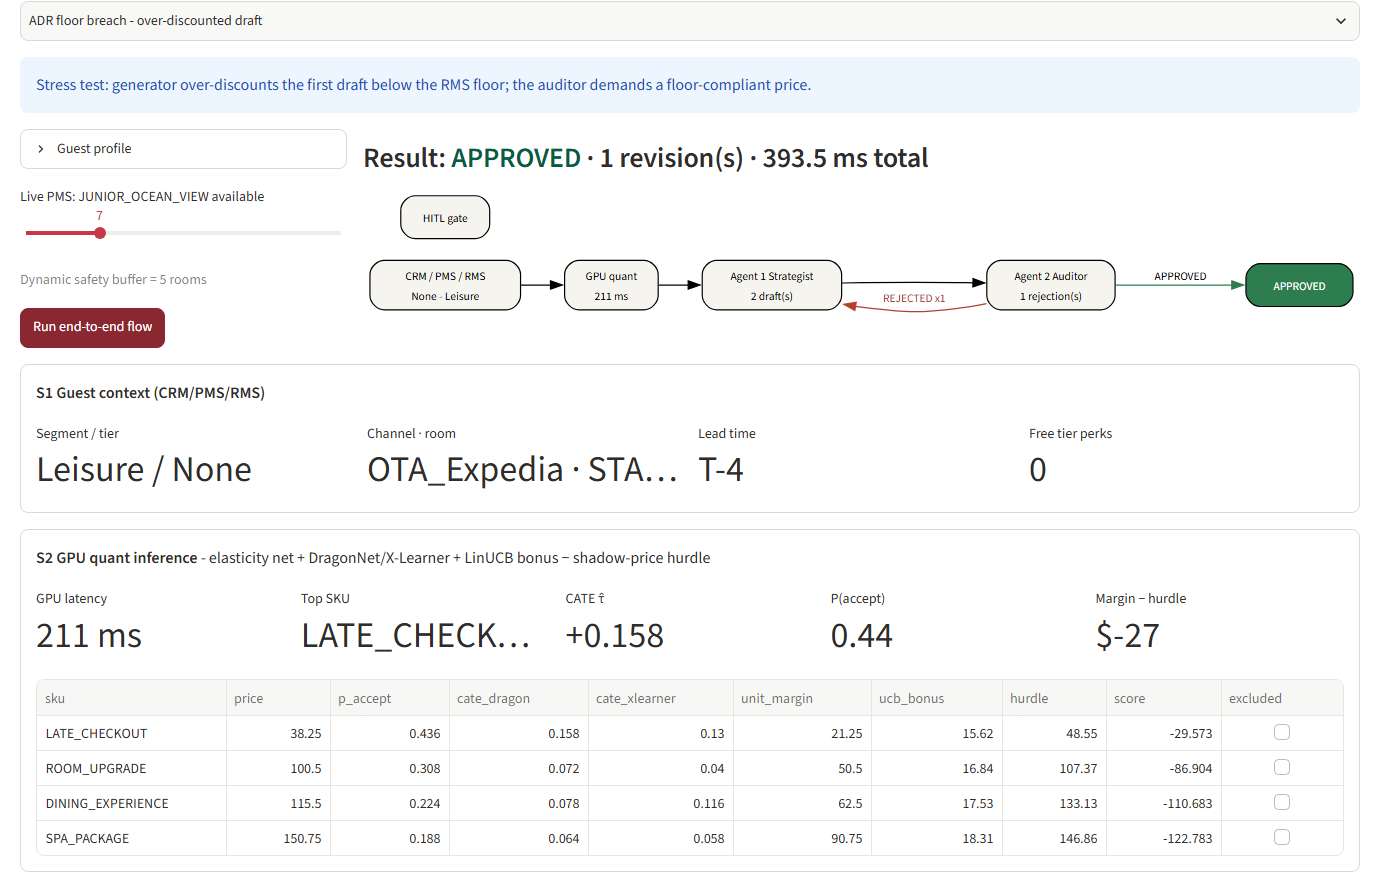 ADR floor breach - over-discounted draft
Stress test: generator over-discounts the first draft below the RMS floor; the auditor demands a floor-compliant price.
Guest profile
Live PMS: JUNIOR_OCEAN_VIEW available
7
Dynamic safety buffer = 5 rooms
Run end-to-end flow
Result: APPROVED · 1 revision(s) · 393.5 ms total
HITL gate
CRM / PMS / RMS
None - Leisure
GPU quant
211 ms
Agent 1 Strategist
2 draft(s)
REJECTED x1
Agent 2 Auditor
1 rejection(s)
APPROVED
APPROVED
S1 Guest context (CRM/PMS/RMS)
Segment / tier
Leisure / None
Channel · room
OTA_Expedia · STA...
Lead time
T-4
Free tier perks
0
S2 GPU quant inference - elasticity net + DragonNet/X-Learner + LinUCB bonus − shadow-price hurdle
GPU latency
211 ms
Top SKU
LATE_CHECK...
CATE τ̂
+0.158
P(accept)
0.44
Margin − hurdle
$-27
sku price p_accept cate_dragon cate_xlearner unit_margin ucb_bonus hurdle score excluded
LATE_CHECKOUT 38.25 0.436 0.158 0.13 21.25 15.62 48.55 -29.573
ROOM_UPGRADE 100.5 0.308 0.072 0.04 50.5 16.84 107.37 -86.904
DINING_EXPERIENCE 115.5 0.224 0.078 0.116 62.5 17.53 133.13 -110.683
SPA_PACKAGE 150.75 0.188 0.064 0.058 90.75 18.31 146.86 -122.783